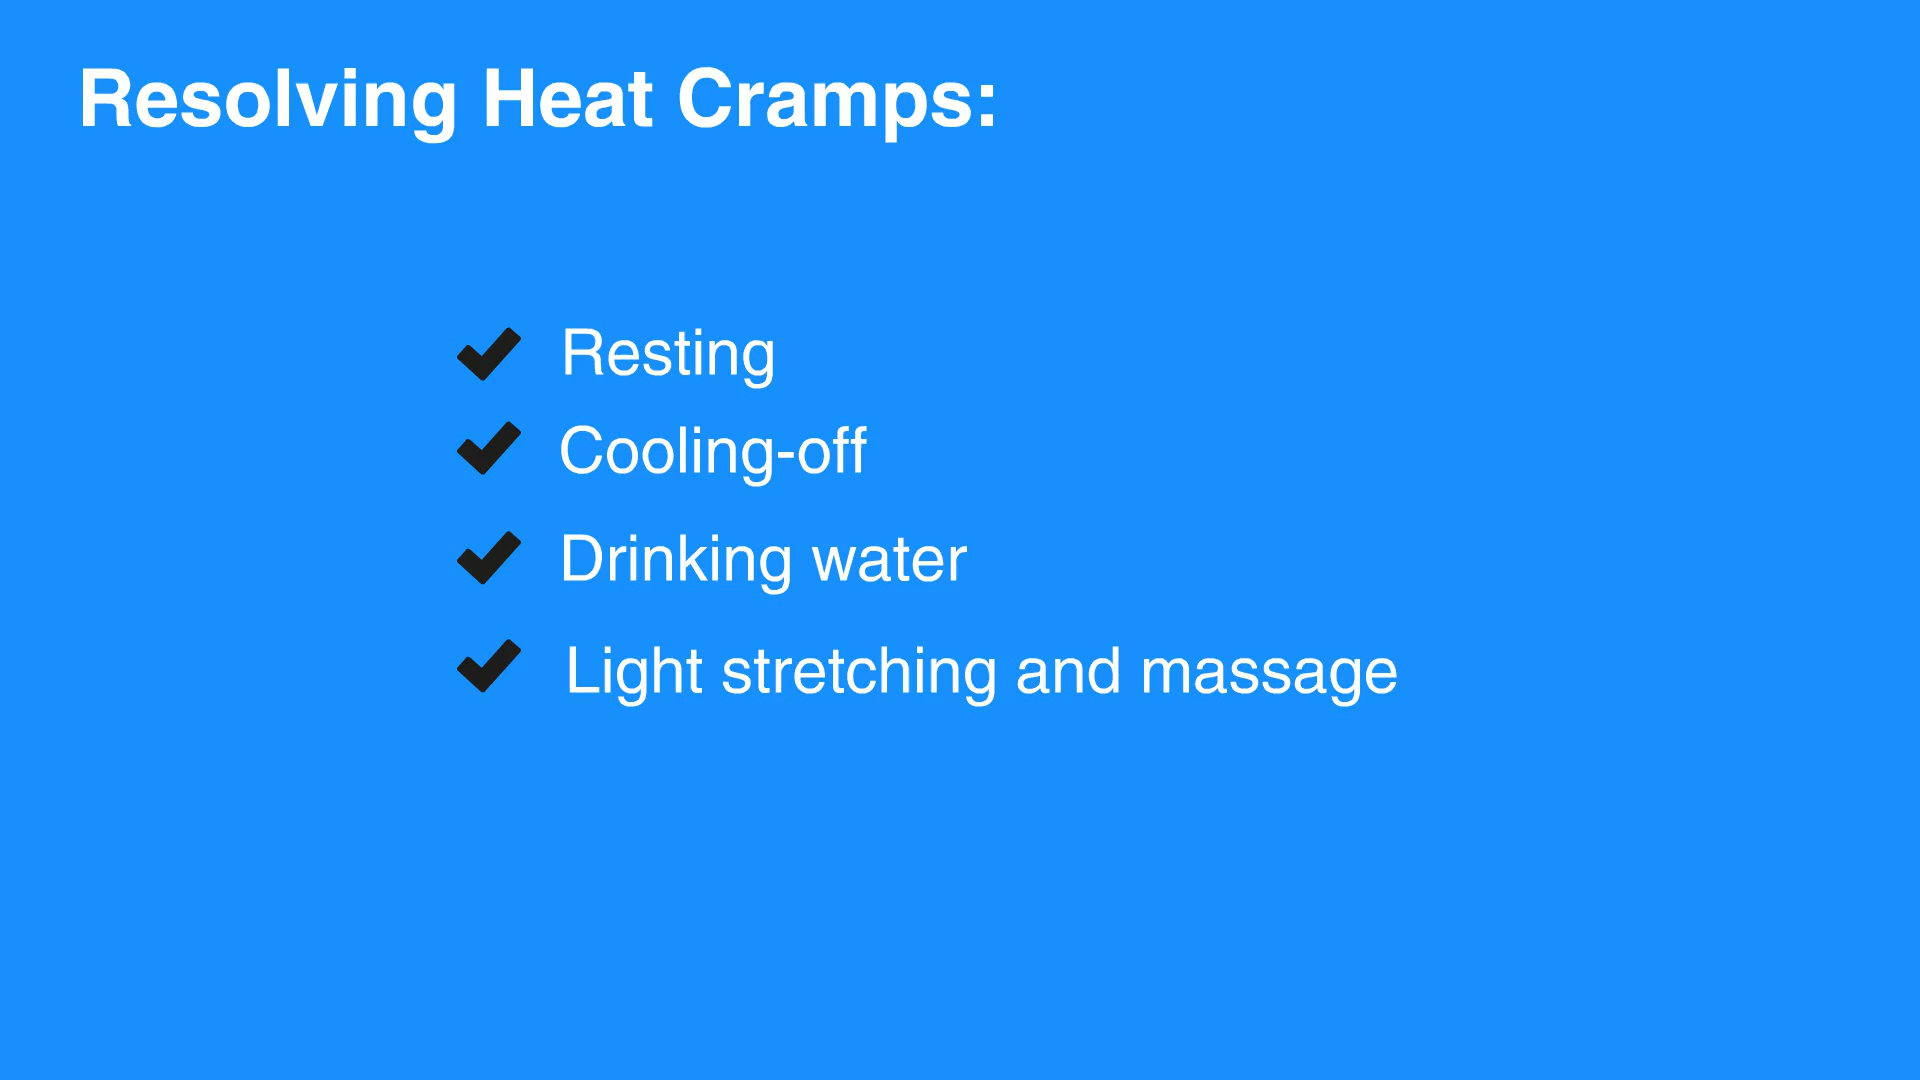 Resolving Heat Cramps:
Resting
Cooling-off
Drinking water
Light stretching and massage